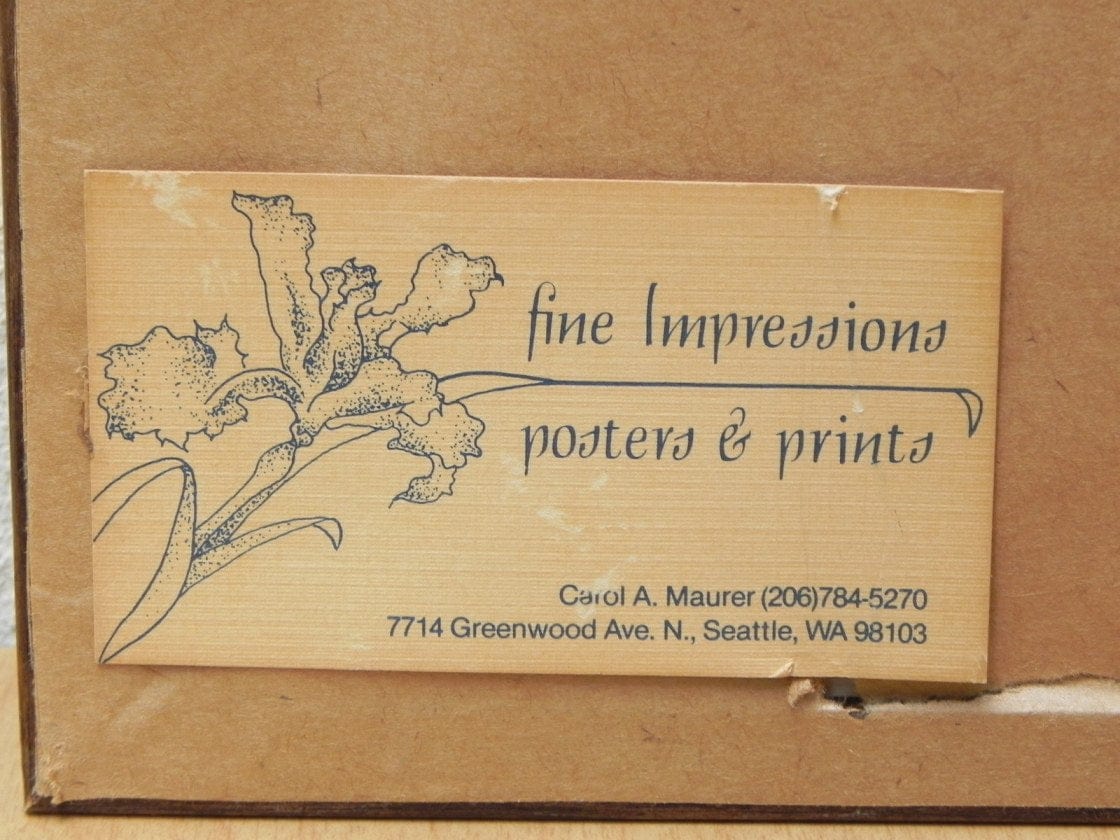 fine Impressions
posters & prints
Carol A. Maurer (206)784-5270
7714 Greenwood Ave. N., Seattle, WA 98103